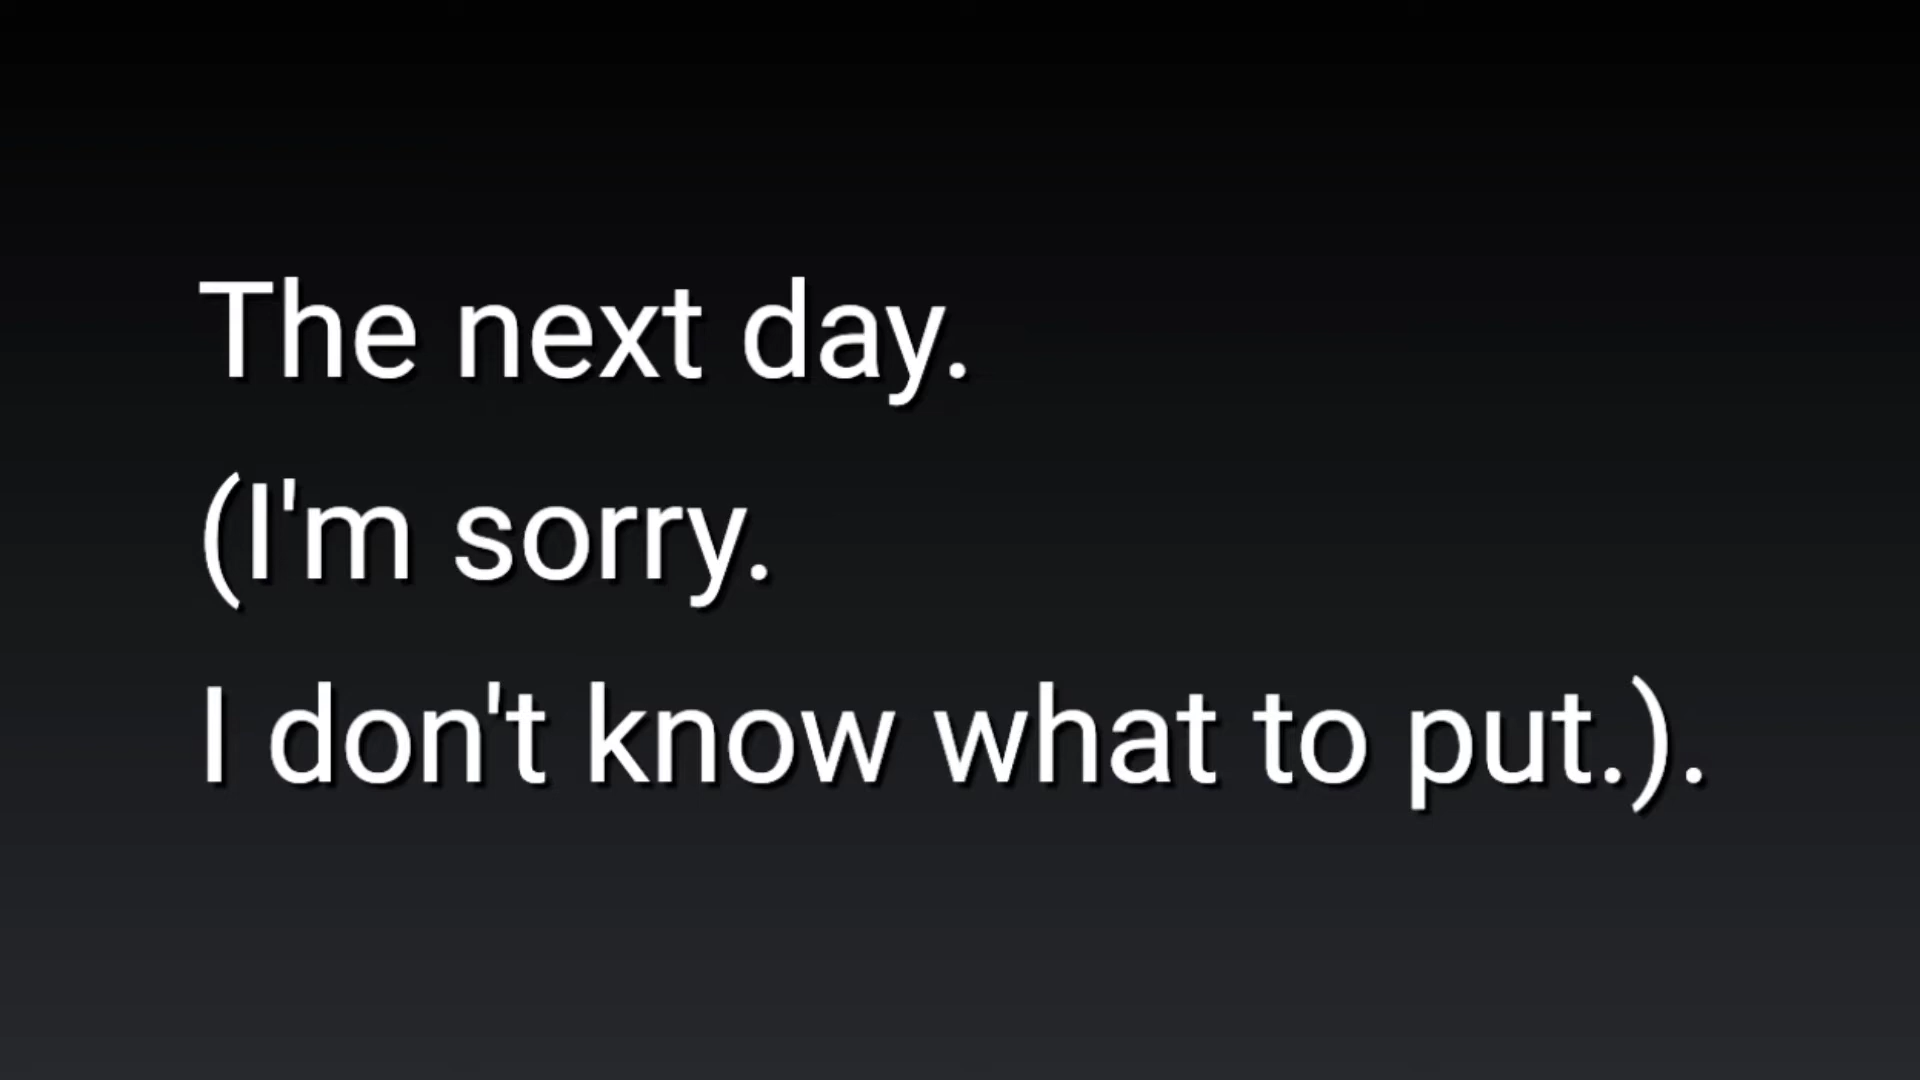 The next day.
(I'm sorry.
I don't know what to put.).